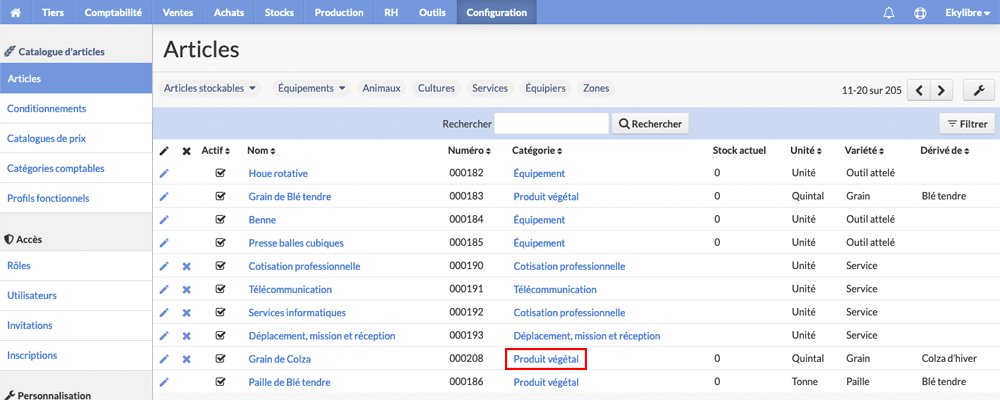 Tiers Comptabilité Ventes Achats Stocks Production RH Outils Configuration Ekylibre
Catalogue d'articles
Articles
Conditionnements
Catalogues de prix
Catégories comptables
Profils fonctionnels
Accès
Rôles
Utilisateurs
Invitations
Inscriptions
Personnalisation
Articles
Articles stockables Équipements Animaux Cultures Services Équipiers Zones
11-20 sur 205
Rechercher Rechercher Filtrer
Actif Nom Numéro Catégorie Stock actuel Unité Variété Dérivé de
Houe rotative 000182 Équipement 0 Unité Outil attelé
Grain de Blé tendre 000183 Produit végétal 0 Quintal Grain Blé tendre
Benne 000184 Équipement 0 Unité Outil attelé
Presse balles cubiques 000185 Équipement 0 Unité Outil attelé
Cotisation professionnelle 000190 Cotisation professionnelle Unité Service
Télécommunication 000191 Télécommunication Unité Service
Services informatiques 000192 Cotisation professionnelle Unité Service
Déplacement, mission et réception 000193 Déplacement, mission et réception Unité Service
Grain de Colza 000208 Produit végétal 0 Quintal Grain Colza d'hiver
Paille de Blé tendre 000186 Produit végétal 0 Tonne Paille Blé tendre